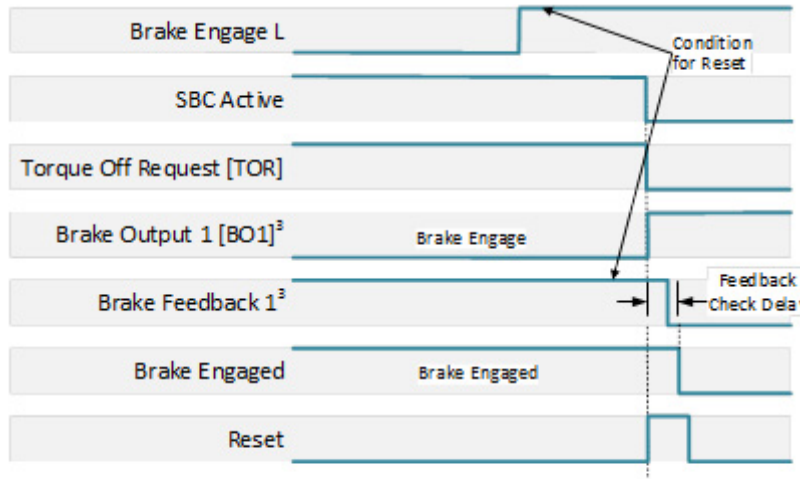 Brake Engage L
Condition
for Reset
SBC Active
Torque Off Request [TOR]
Brake Output 1 [BO1]³
Brake Engage
Brake Feedback 1³
Feedback
Check Dela
Brake Engaged
Brake Engaged
Reset